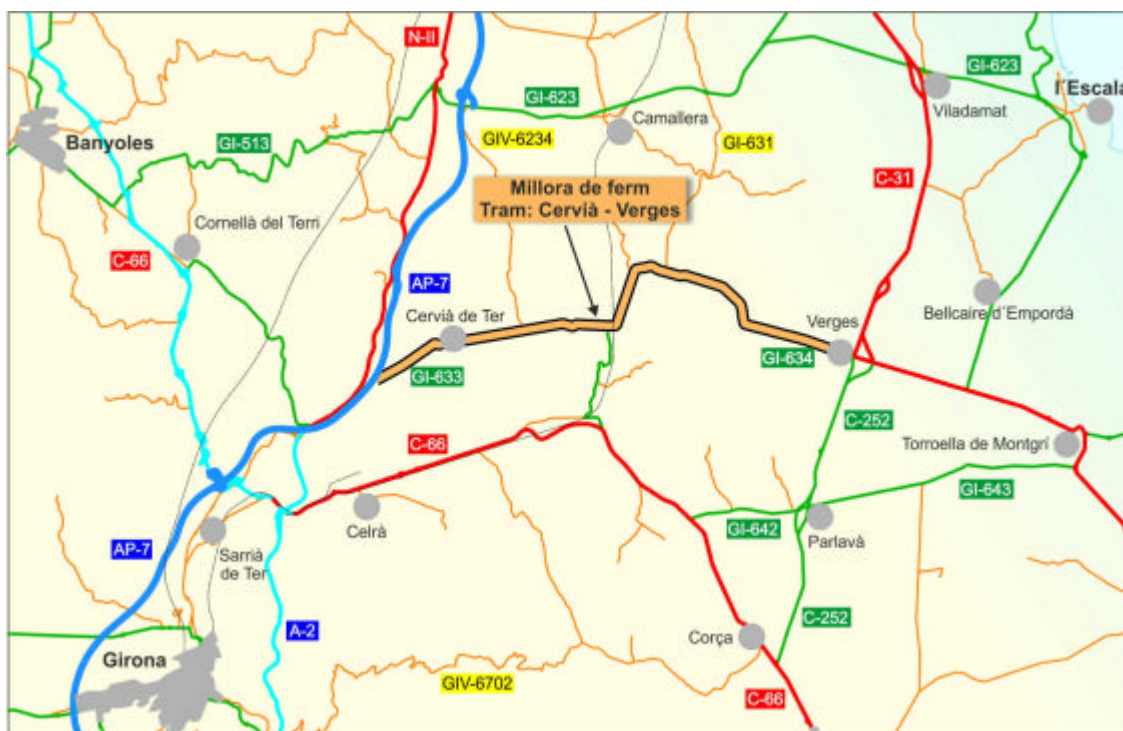 N-II
GI-623
GI-623
l'Escala
Viladamat
Camallera
Banyoles
GI-513
GIV-6234
GI-631
C-31
Millora de ferm
Tram: Cervià - Verges
Cornellà del Terri
C-66
AP-7
Bellcaire d'Empordà
Cervià de Ter
Verges
GI-633
GI-634
C-252
C-66
Torroella de Montgrí
GI-643
Celrà
GI-642
Parlavà
AP-7
Sarrià
de Ter
C-252
A-2
Corçà
Girona
GIV-6702
C-66